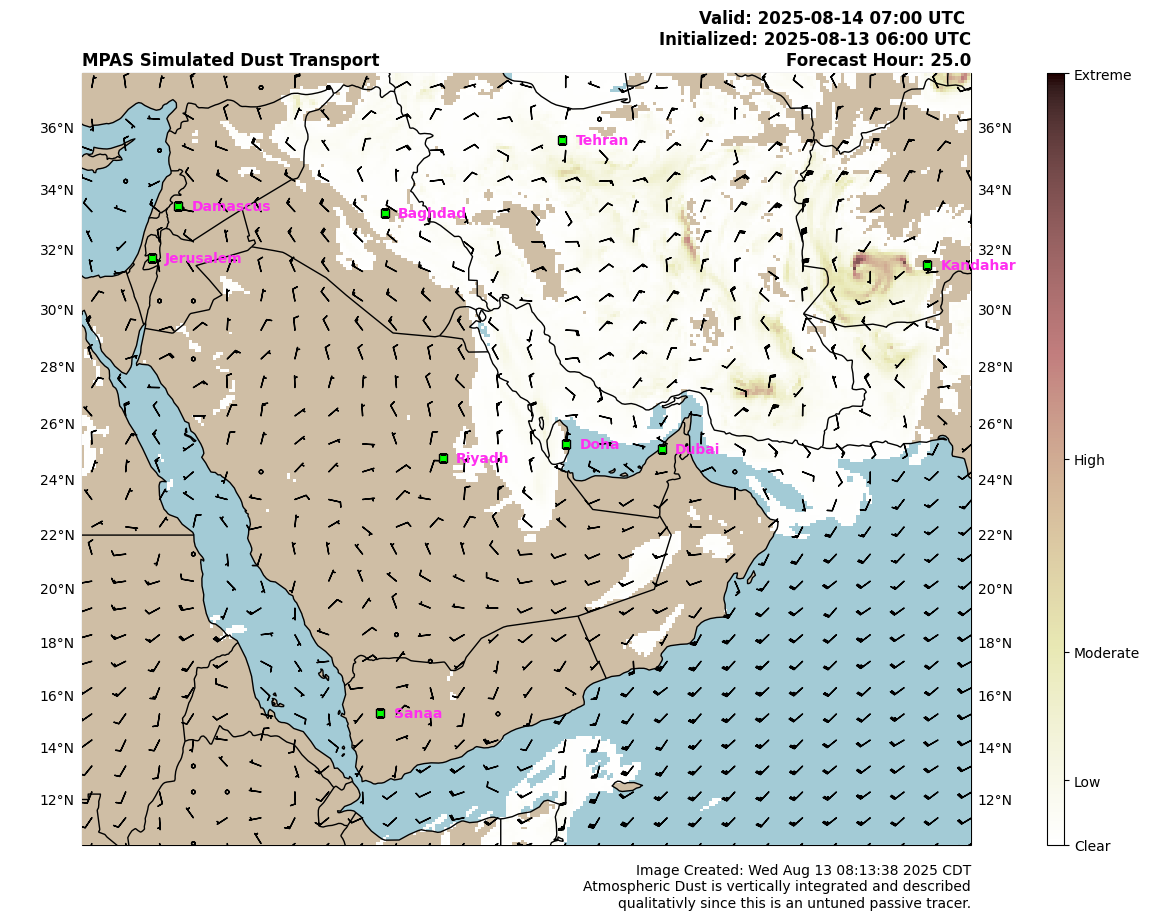 Valid: 2025-08-14 07:00 UTC
Initialized: 2025-08-13 06:00 UTC
MPAS Simulated Dust Transport
Forecast Hour: 25.0
Extreme
36°N
36°N
Tehran
34°N
34°N
Damascus
Baghdad
32°N
32°N
Jerusalem
Kandahar
30°N
30°N
28°N
28°N
26°N
26°N
Doha
Dubai
Riyadh
High
24°N
24°N
22°N
22°N
20°N
20°N
18°N
18°N
Moderate
16°N
16°N
Sanaa
14°N
14°N
Low
12°N
12°N
Clear
Image Created: Wed Aug 13 08:13:38 2025 CDT
Atmospheric Dust is vertically integrated and described
qualitativly since this is an untuned passive tracer.